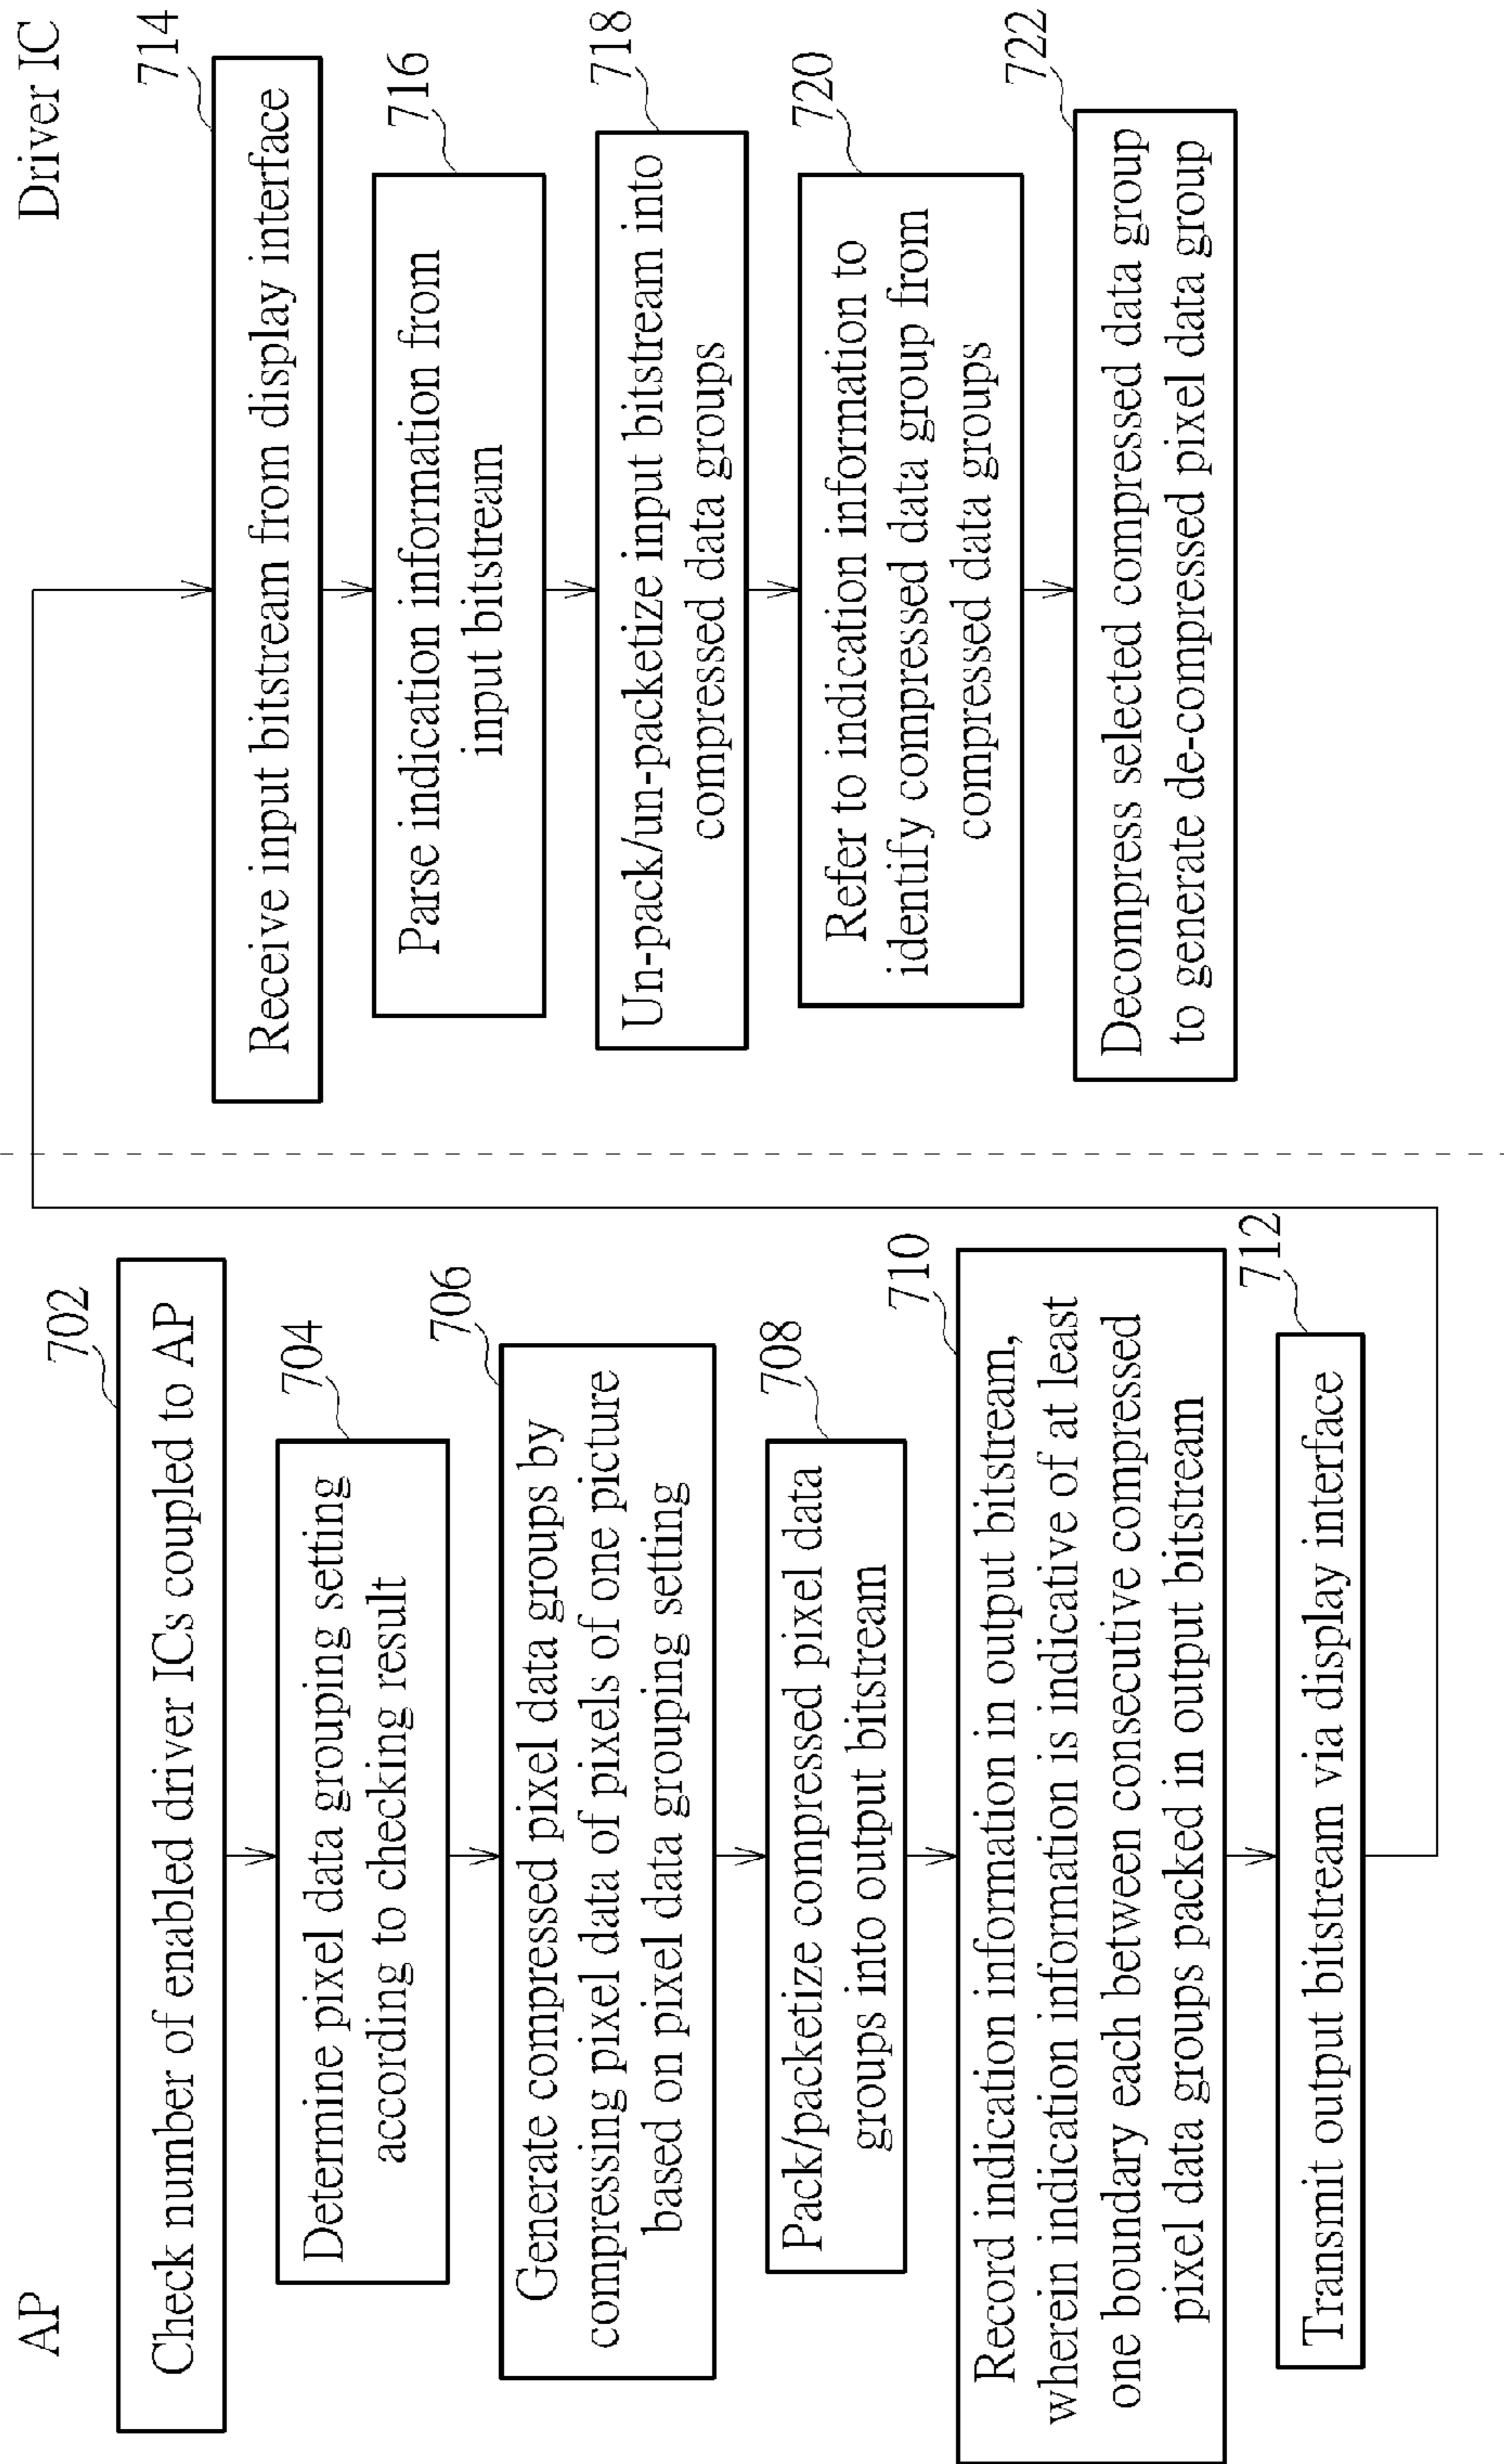 AP
702
Check number of enabled driver ICs coupled to AP
704
Determine pixel data grouping setting
according to checking result
706
Generate compressed pixel data groups by
compressing pixel data of pixels of one picture
based on pixel data grouping setting
708
Pack/packetize compressed pixel data
groups into output bitstream
710
Record indication information in output bitstream,
wherein indication information is indicative of at least
one boundary each between consecutive compressed
pixel data groups packed in output bitstream
712
Transmit output bitstream via display interface
Driver IC
714
Receive input bitstream from display interface
716
Parse indication information from
input bitstream
718
Un-pack/un-packetize input bitstream into
compressed data groups
720
Refer to indication information to
identify compressed data group from
compressed data groups
722
Decompress selected compressed data group
to generate de-compressed pixel data group